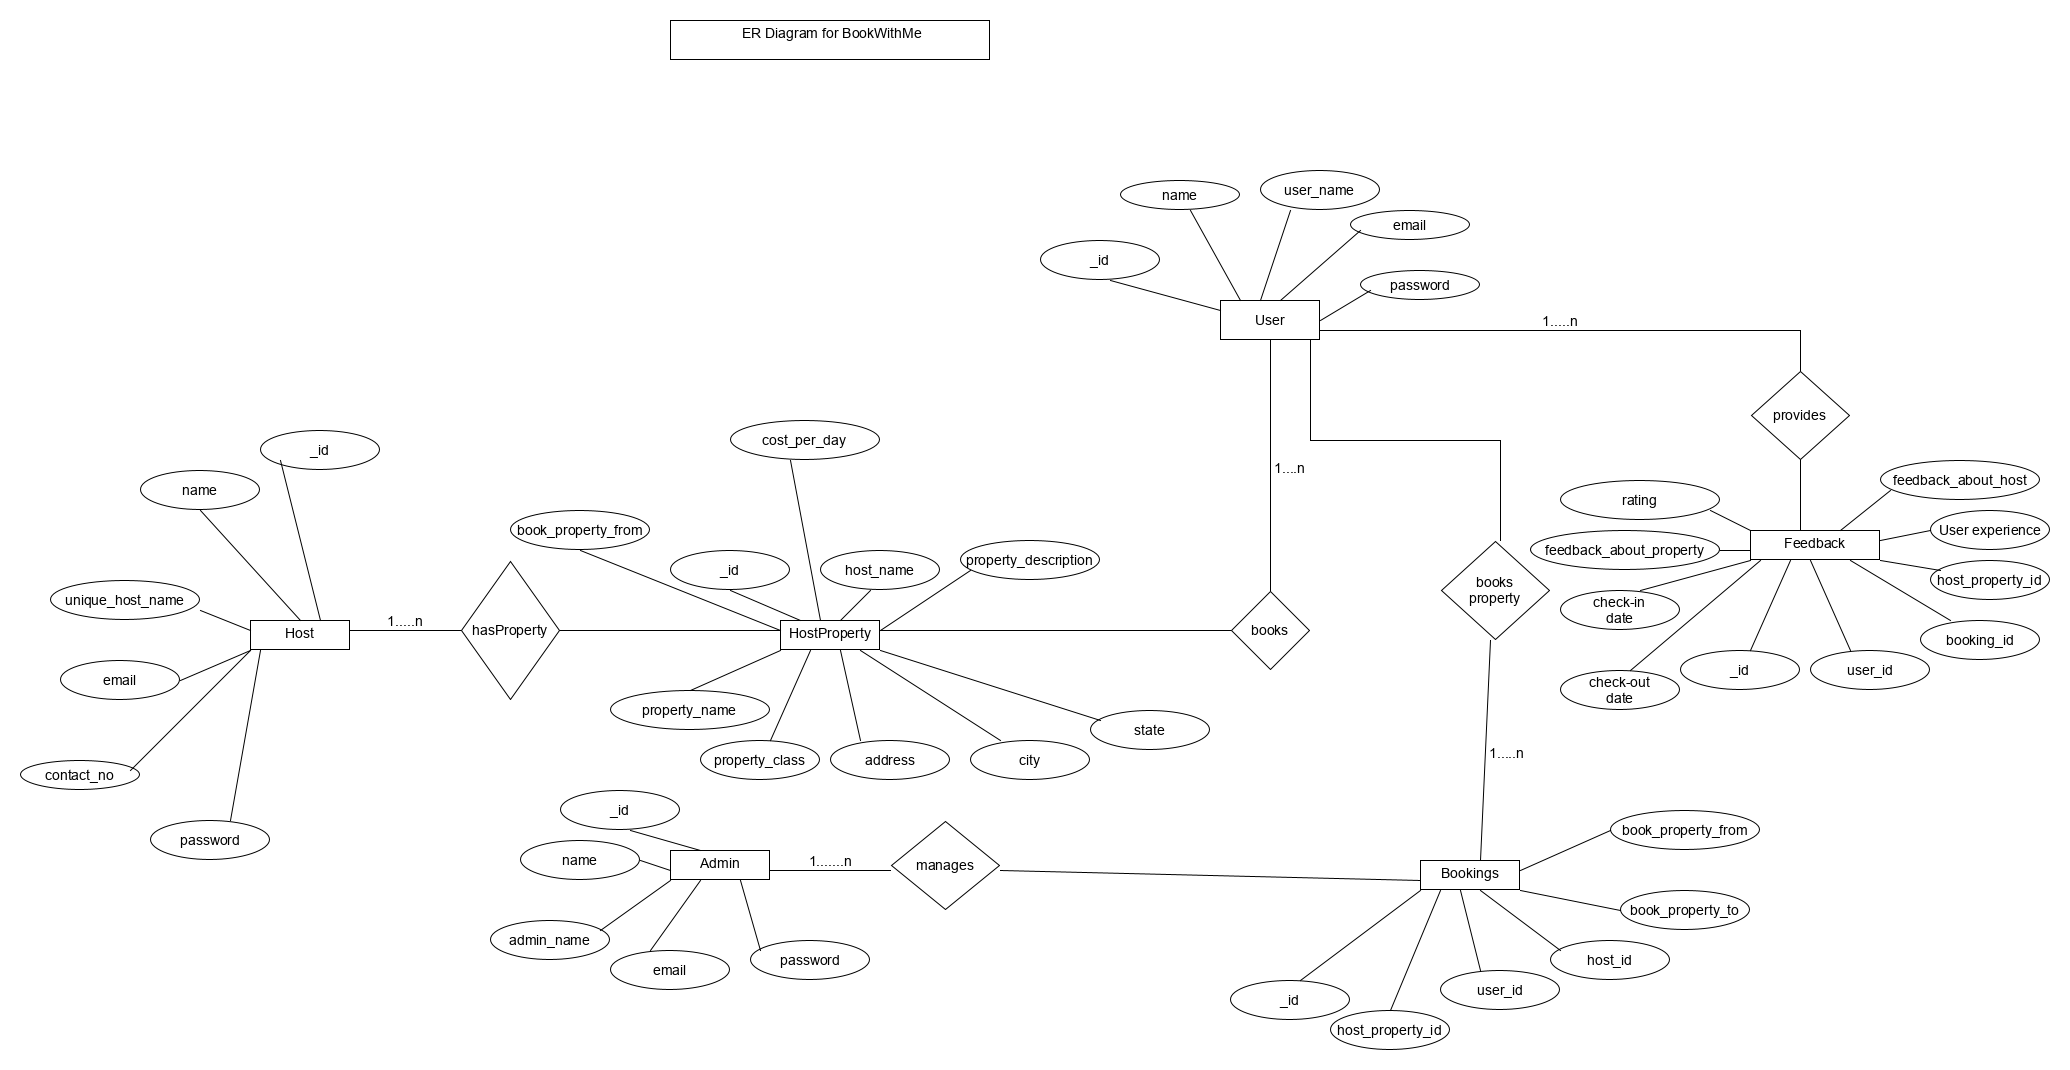 ER Diagram for BookWithMe
name
user_name
email
_id
password
User
1.....n
provides
1....n
cost_per_day
_id
name
book_property_from
_id
host_name
property_description
rating
feedback_about_host
feedback_about_property
Feedback
User experience
host_property_id
check-in
date
booking_id
check-out
date
_id
user_id
books
property
unique_host_name
Host
1.....n
hasProperty
HostProperty
books
email
contact_no
password
property_name
property_class
address
city
state
1.....n
_id
name
Admin
1.......n
manages
Bookings
book_property_from
book_property_to
admin_name
email
password
host_id
_id
user_id
host_property_id